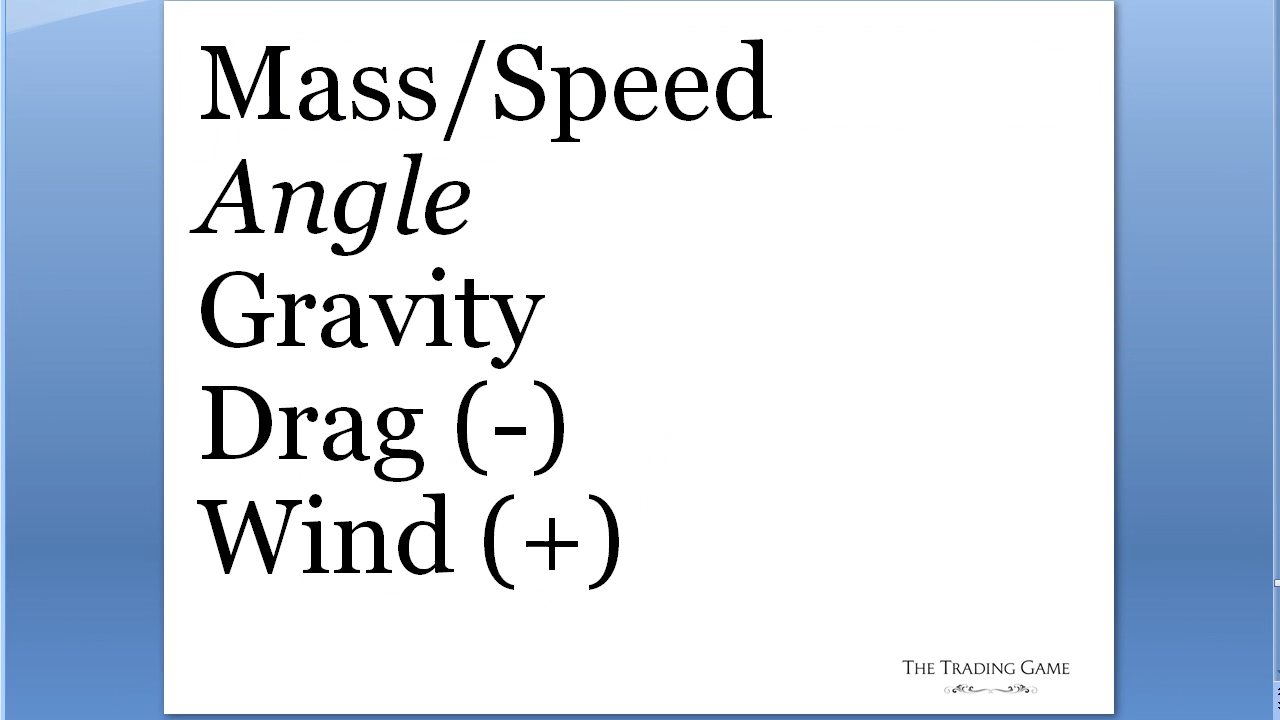 Mass/Speed
Angle
Gravity
Drag (-)
Wind (+)
The Trading Game